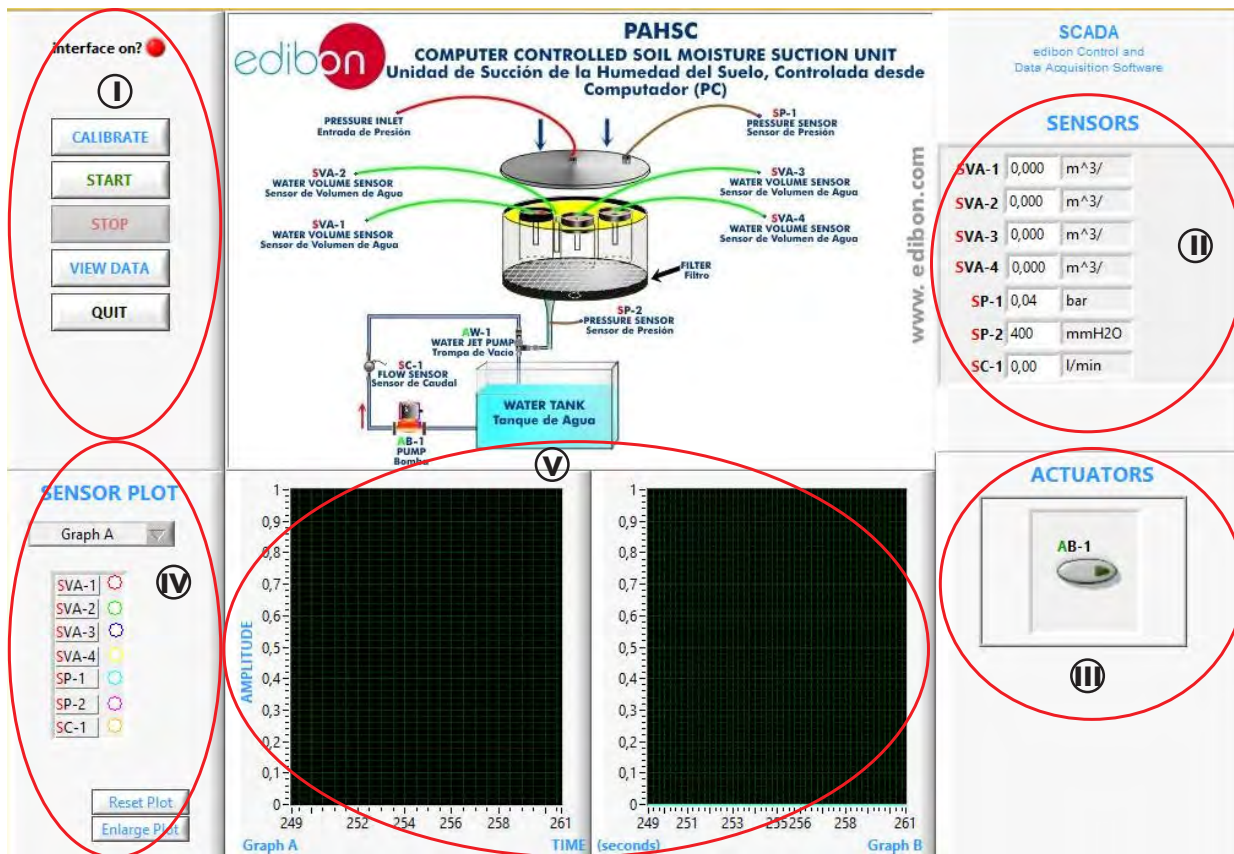 interface on?
I
CALIBRATE
START
STOP
VIEW DATA
QUIT
edibon
PAHSC
COMPUTER CONTROLLED SOIL MOISTURE SUCTION UNIT
Unidad de Succión de la Humedad del Suelo, Controlada desde
Computador (PC)
PRESSURE INLET
Entrada de Presión
SP-1
PRESSURE SENSOR
Sensor de Presión
SVA-2
WATER VOLUME SENSOR
Sensor de Volumen de Agua
SVA-3
WATER VOLUME SENSOR
Sensor de Volumen de Agua
SVA-1
WATER VOLUME SENSOR
Sensor de Volumen de Agua
SVA-4
WATER VOLUME SENSOR
Sensor de Volumen de Agua
FILTER
Filtro
SP-2
PRESSURE SENSOR
Sensor de Presión
AW-1
WATER JET PUMP
Trompa de Vacio
SC-1
FLOW SENSOR
Sensor de Caudal
WATER TANK
Tanque de Agua
AB-1
PUMP
Bomba
www. edibon.com
SCADA
edibon Control and
Data Acquisition Software
SENSORS
SVA-1 0,000 m^3/
SVA-2 0,000 m^3/
SVA-3 0,000 m^3/
SVA-4 0,000 m^3/
SP-1 0,04 bar
SP-2 400 mmH2O
SC-1 0,00 l/min
II
ACTUATORS
AB-1
III
SENSOR PLOT
Graph A
IV
SVA-1
SVA-2
SVA-3
SVA-4
SP-1
SP-2
SC-1
Reset Plot
Enlarge Plot
V
AMPLITUDE
1
0,9
0,8
0,7
0,6
0,5
0,4
0,3
0,2
0,1
0
249 252 254 256 258 261
Graph A
TIME (seconds)
1
0,9
0,8
0,7
0,6
0,5
0,4
0,3
0,2
0,1
0
249 251 253 255 256 258 261
Graph B